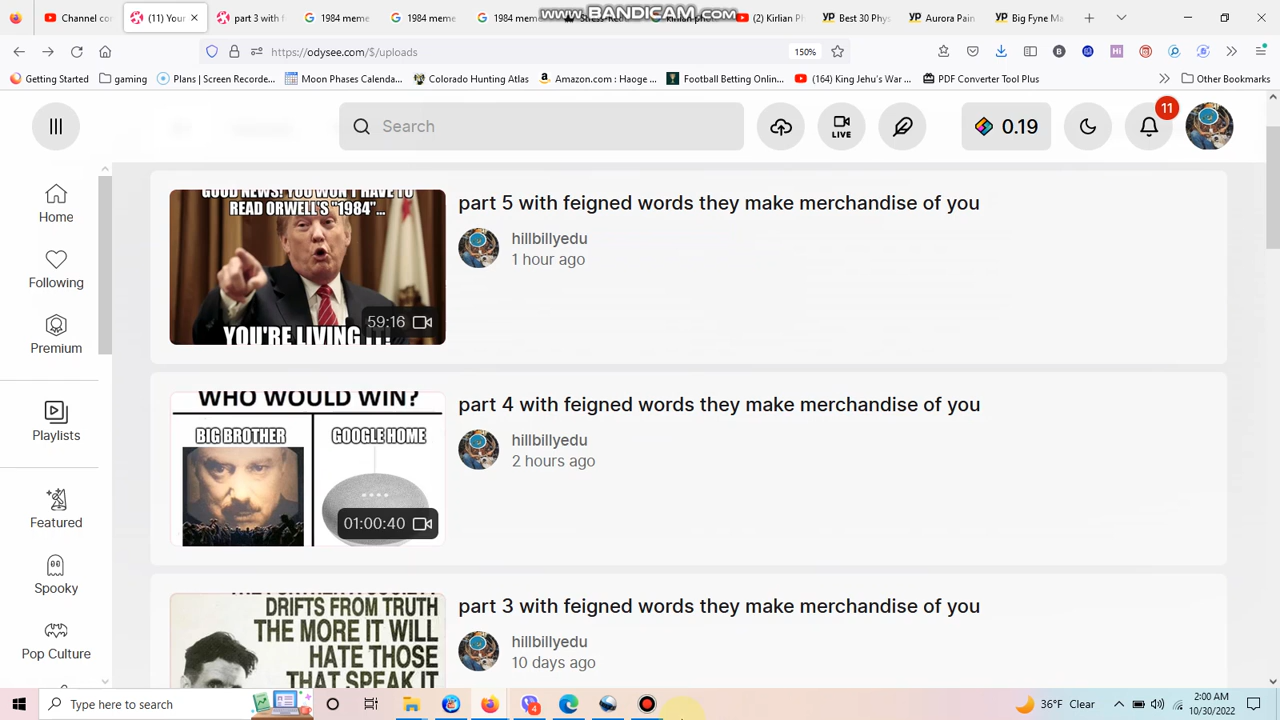 WWW.BANDICAM.COM
Channel co
(11) Your
part 3 with f
1984 meme
1984 meme
1984 mem
(2) Kirlian Ph
Best 30 Phys
Aurora Pain
Big Fyne Ma
https://odysee.com/$/uploads
150%
Getting Started
gaming
Plans | Screen Recorde...
Moon Phases Calenda...
Colorado Hunting Atlas
Amazon.com : Haoge ...
Football Betting Onlin...
(164) King Jehu's War ...
PDF Converter Tool Plus
Other Bookmarks
Search
LIVE
0.19
11
Home
Following
Premium
Playlists
Featured
Spooky
Pop Culture
GOOD NEWS! YOU WON'T HAVE TO
READ ORWELL'S "1984"...
YOU'RE LIVING IT!
59:16
part 5 with feigned words they make merchandise of you
hillbillyedu
1 hour ago
WHO WOULD WIN?
BIG BROTHER
GOOGLE HOME
01:00:40
part 4 with feigned words they make merchandise of you
hillbillyedu
2 hours ago
DRIFTS FROM TRUTH
THE MORE IT WILL
HATE THOSE
THAT SPEAK IT
part 3 with feigned words they make merchandise of you
hillbillyedu
10 days ago
Type here to search
4
36°F Clear
2:00 AM
10/30/2022